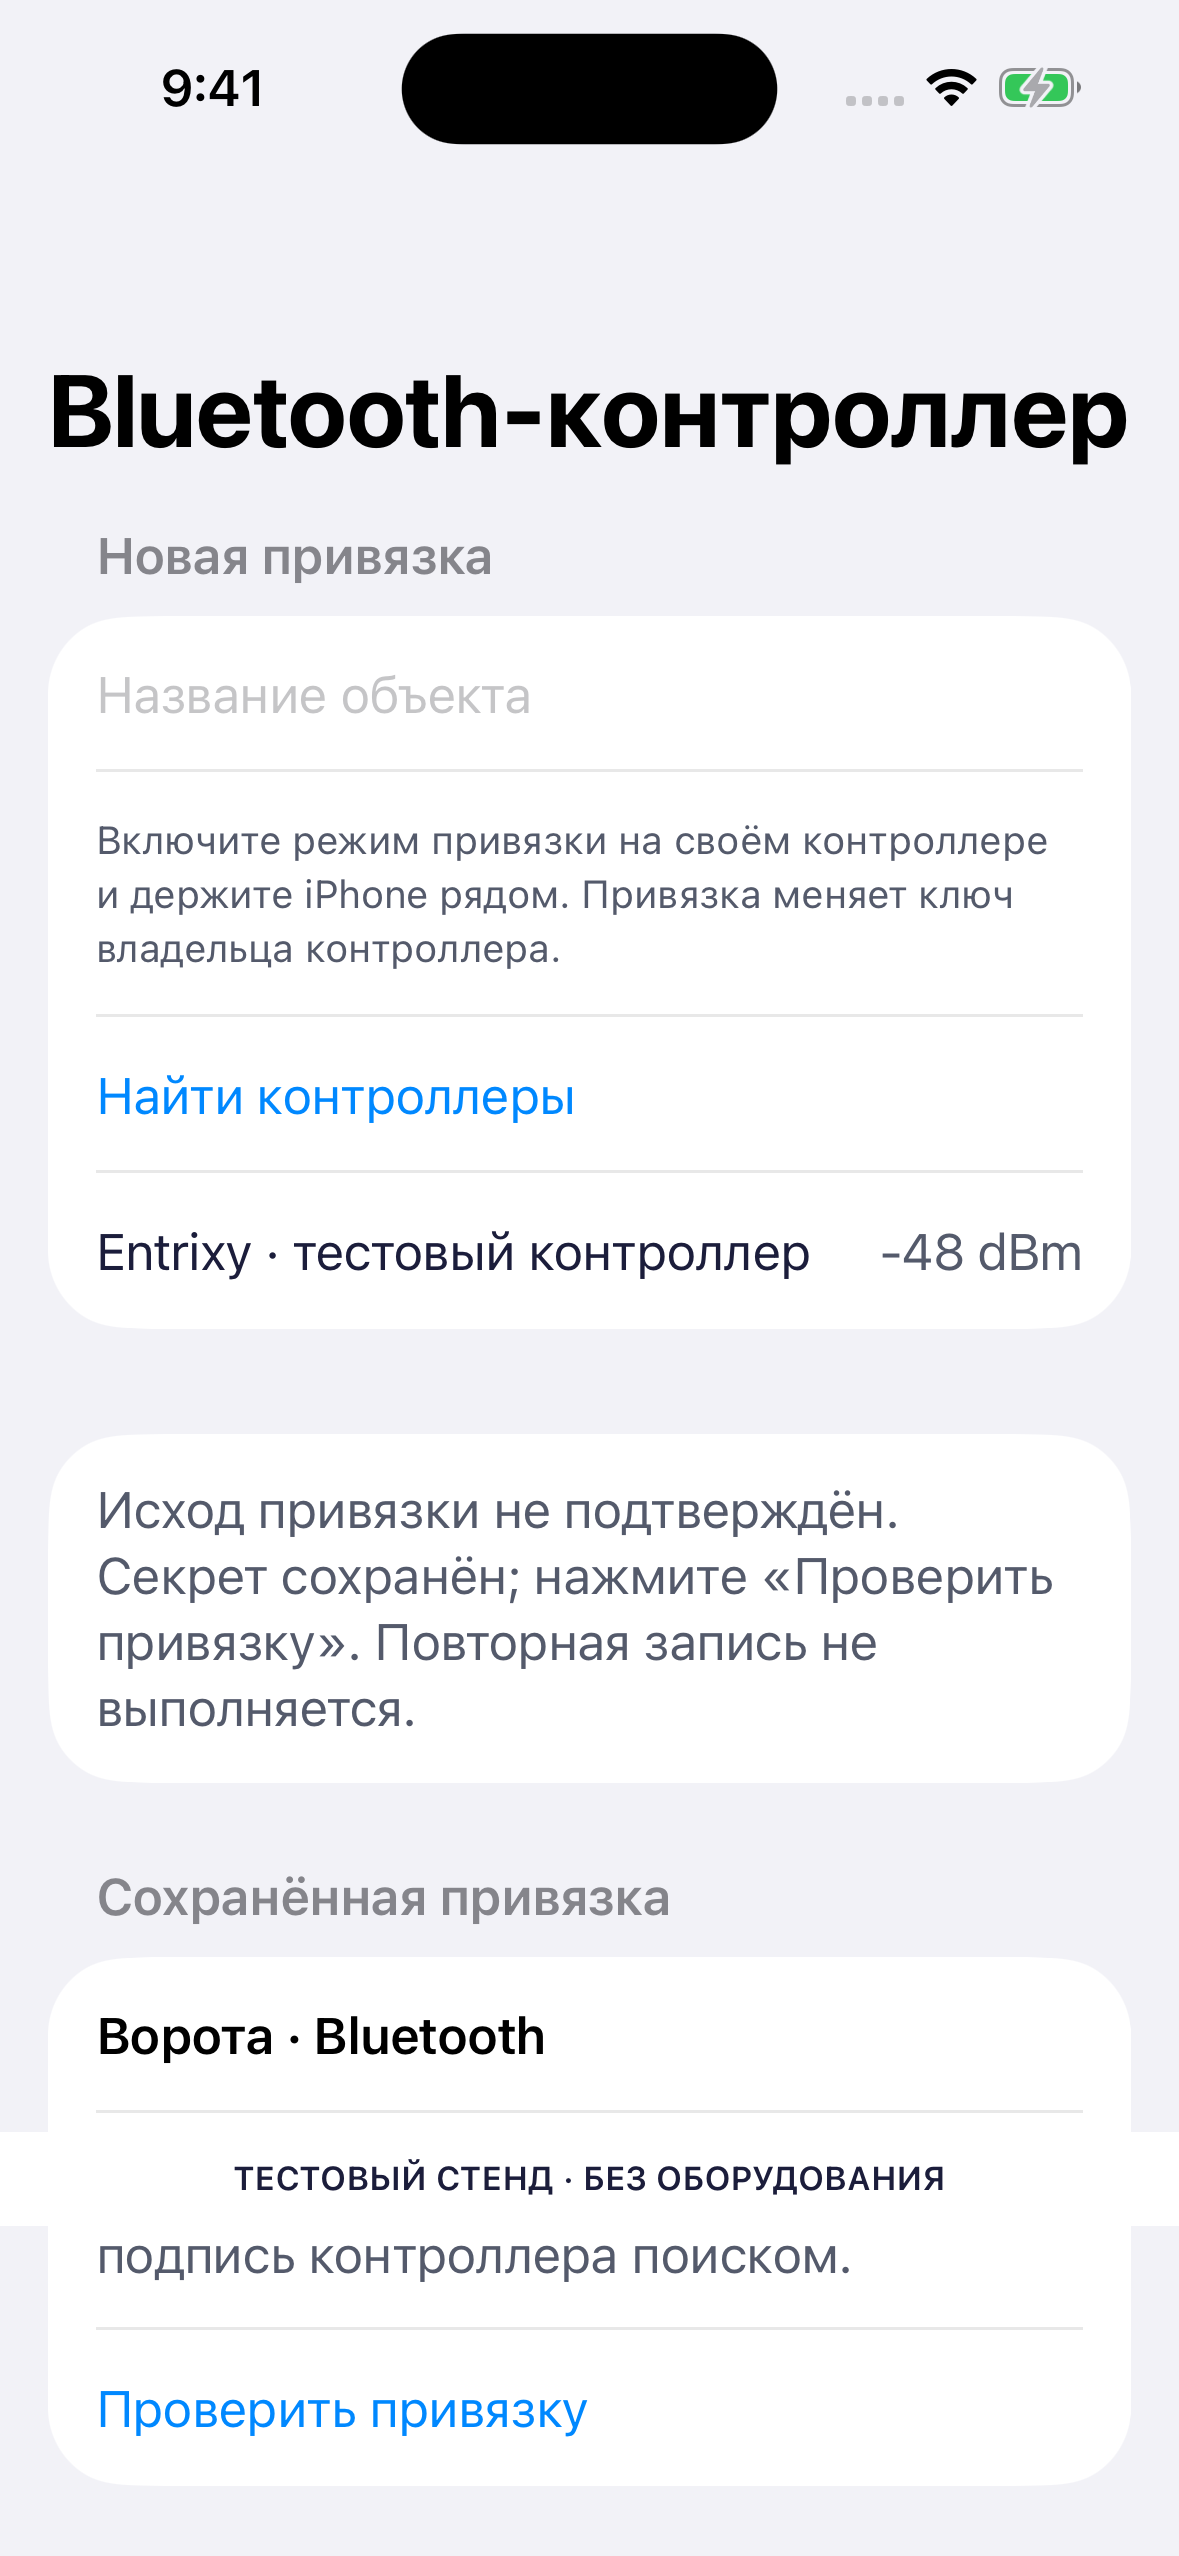 9:41
Bluetooth-контроллер
Новая привязка
Название объекта
Включите режим привязки на своём контроллере
и держите iPhone рядом. Привязка меняет ключ
владельца контроллера.
Найти контроллеры
Entrixy · тестовый контроллер -48 dBm
Исход привязки не подтверждён.
Секрет сохранён; нажмите «Проверить
привязку». Повторная запись не
выполняется.
Сохранённая привязка
Ворота · Bluetooth
ТЕСТОВЫЙ СТЕНД · БЕЗ ОБОРУДОВАНИЯ
подпись контроллера поиском.
Проверить привязку